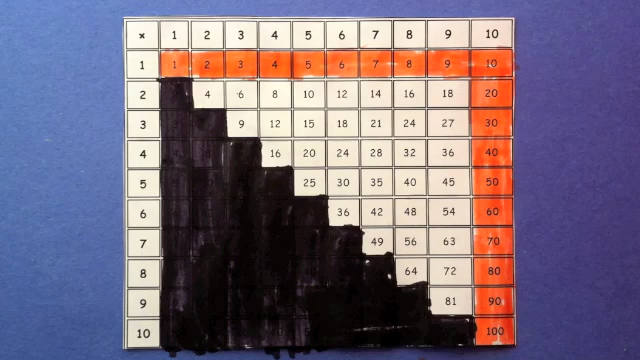 × 1 2 3 4 5 6 7 8 9 10
1 1 2 3 4 5 6 7 8 9 10
2 4 6 8 10 12 14 16 18 20
3 9 12 15 18 21 24 27 30
4 16 20 24 28 32 36 40
5 25 30 35 40 45 50
6 36 42 48 54 60
7 49 56 63 70
8 64 72 80
9 81 90
10 100